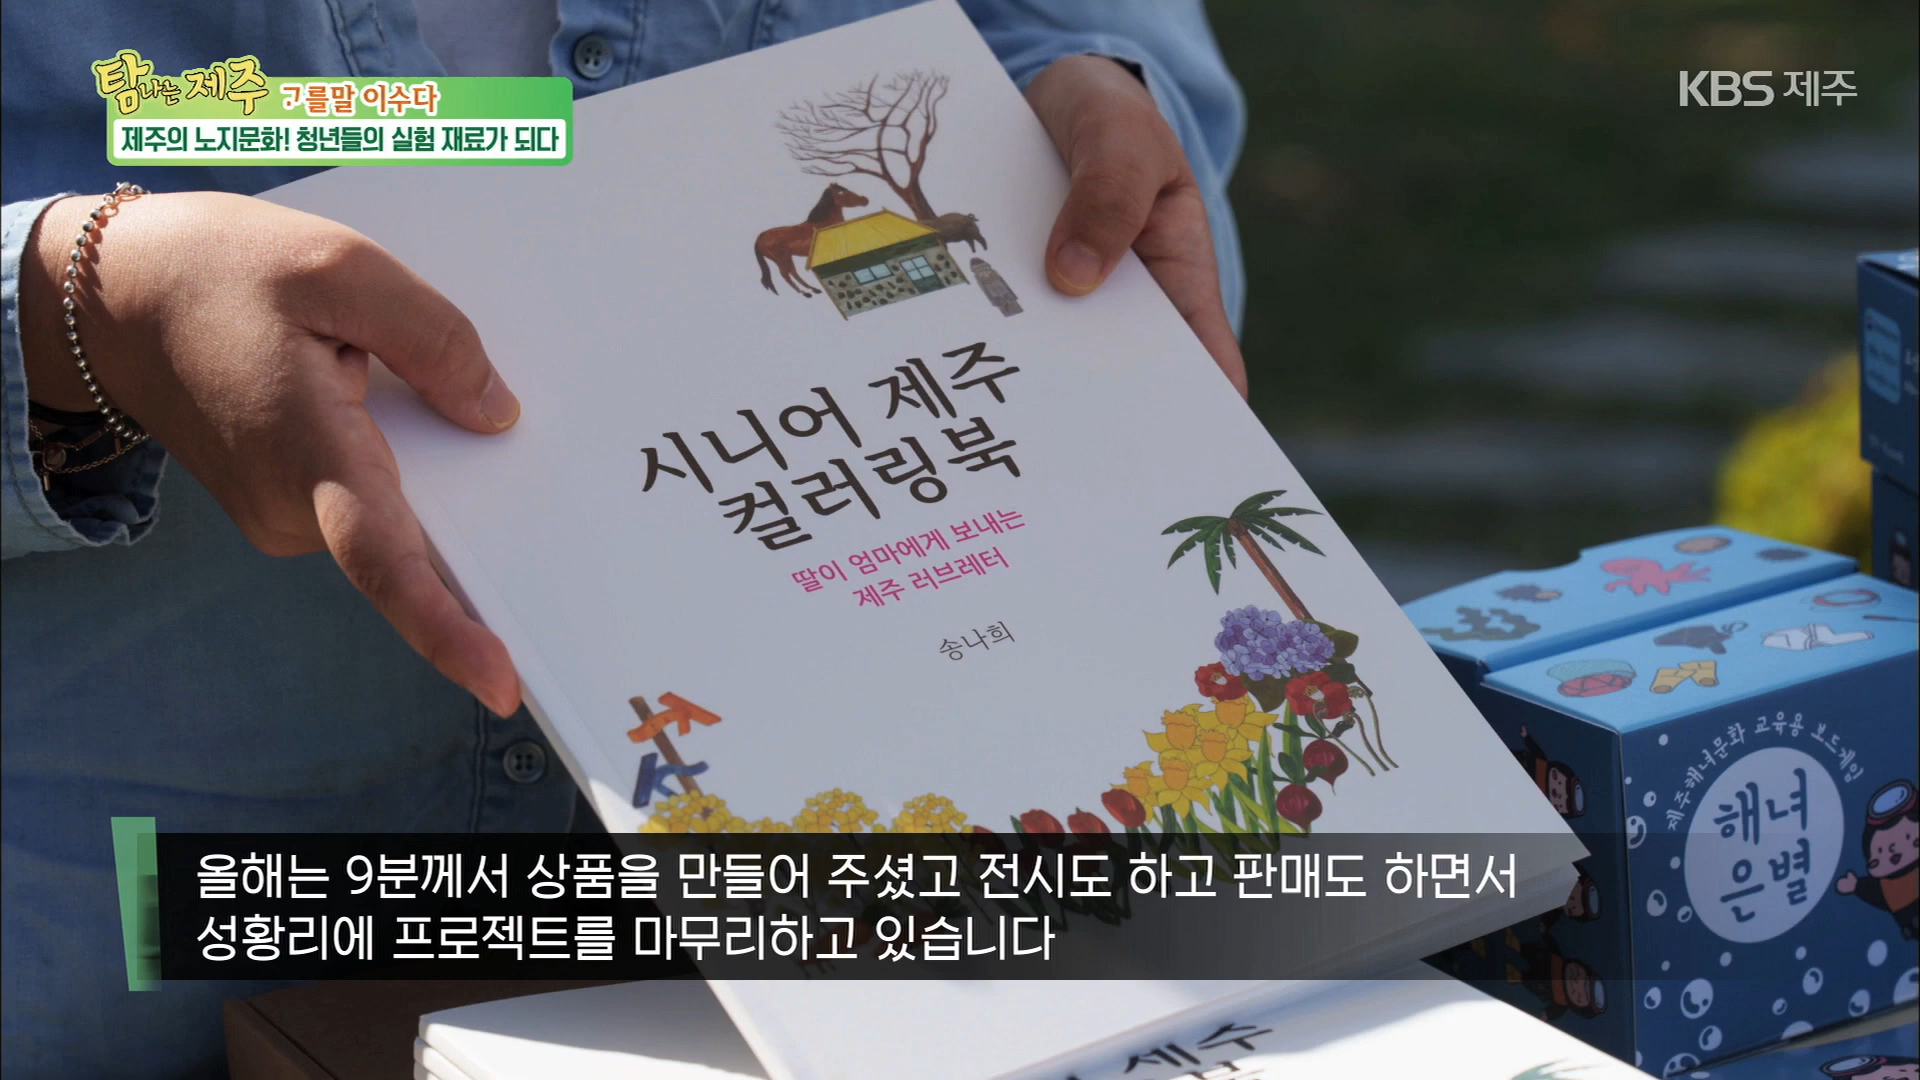 탐나는 제주
ᄀᆞ를말 이수다
제주의 노지문화! 청년들의 실험 재료가 되다
KBS 제주
시니어 제주
컬러링북
딸이 엄마에게 보내는
제주 러브레터
송나희
제주해녀문화 교육용 보드게임
해녀
은별
올해는 9분께서 상품을 만들어 주셨고 전시도 하고 판매도 하면서
성황리에 프로젝트를 마무리하고 있습니다